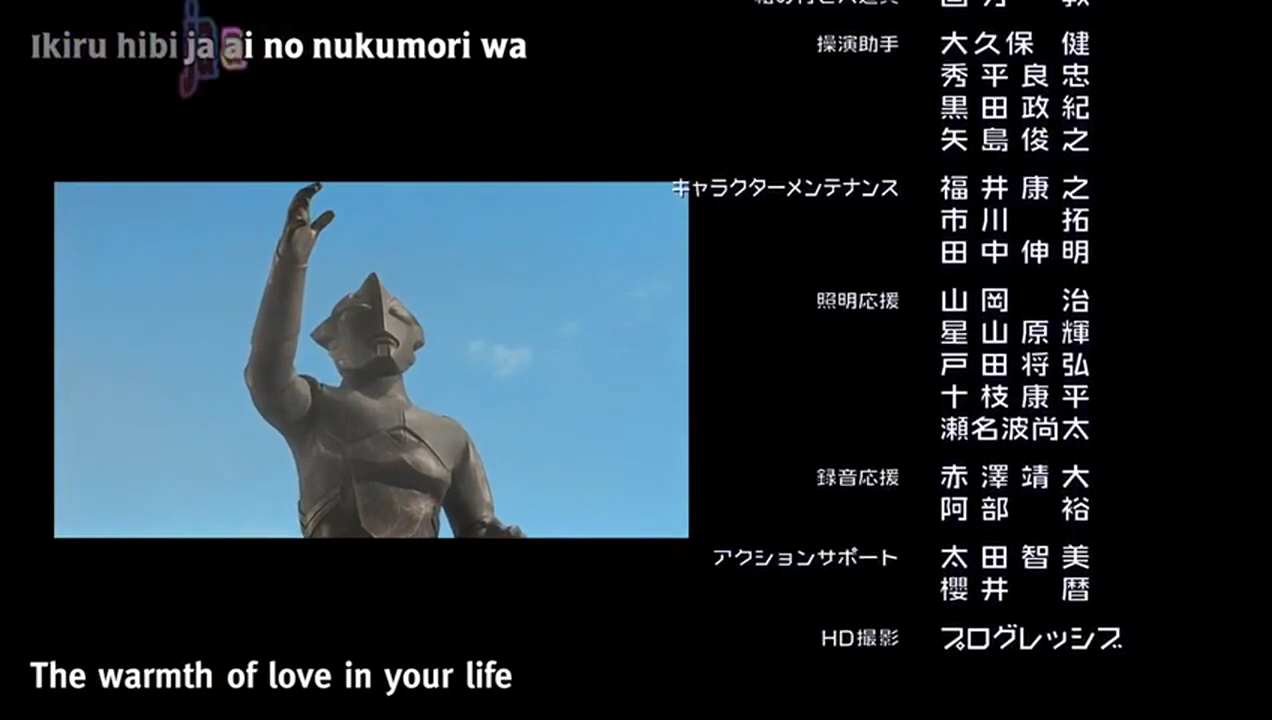 Ikiru hibi ja ai no nukumori wa
操演助手 大久保 健
秀平良忠
黒田政紀
矢島俊之
キャラクターメンテナンス 福井康之
市川 拓
田中伸明
照明応援 山岡 治
星山原輝
戸田将弘
十枝康平
瀬名波尚太
録音応援 赤澤靖大
阿部 裕
アクションサポート 太田智美
櫻井 暦
HD撮影 プログレッシブ
The warmth of love in your life